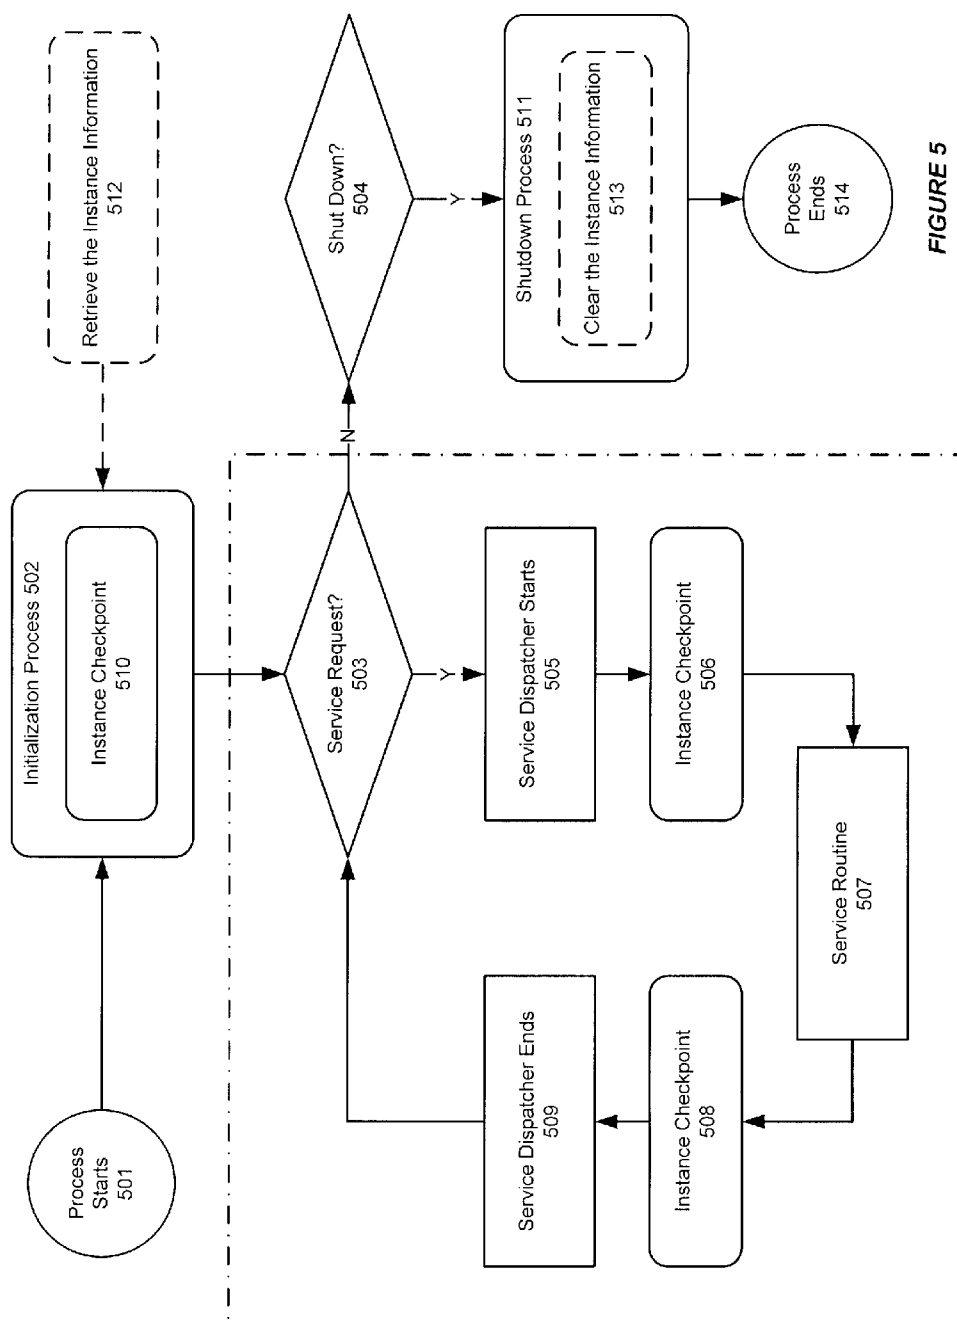 Process
Starts
501
Initialization Process 502
Instance Checkpoint
510
Retrieve the Instance Information
512
Service Request?
503
N
Y
Shut Down?
504
Y
Service Dispatcher Starts
505
Instance Checkpoint
506
Service Routine
507
Instance Checkpoint
508
Service Dispatcher Ends
509
Shutdown Process 511
Clear the Instance Information
513
Process
Ends
514
FIGURE 5